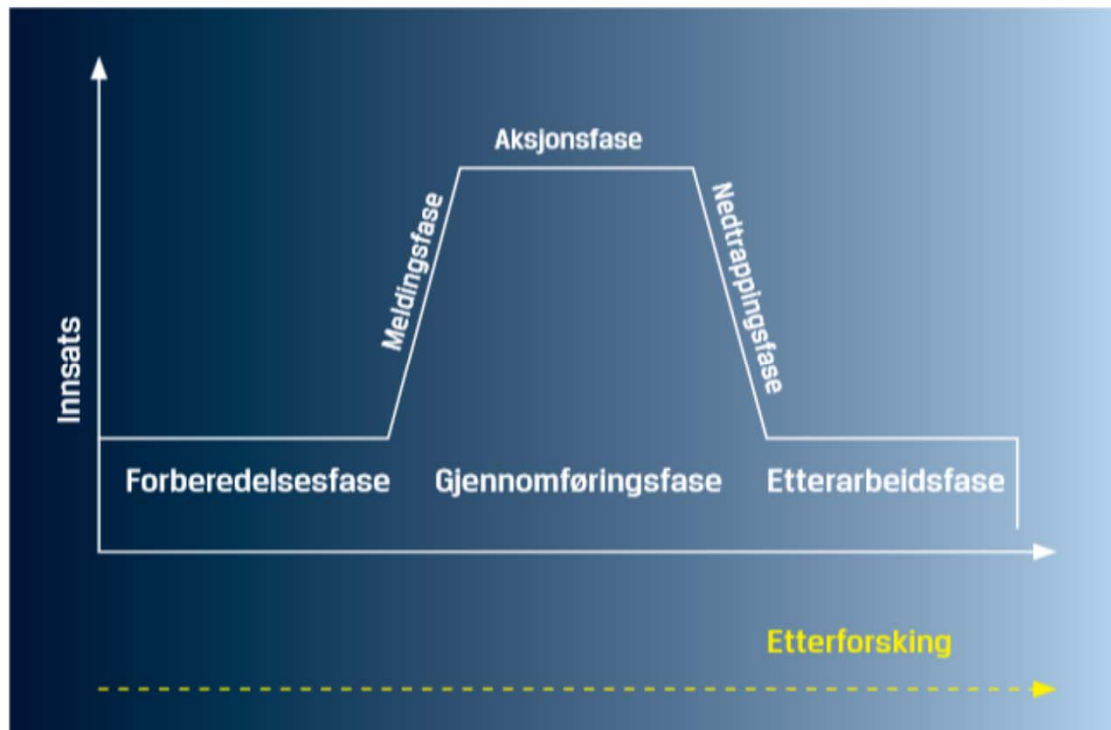 Aksjonsfase
Meldingsfase
Nedtrappingsfase
Innsats
Forberedelsesfase
Gjennomføringsfase
Etterarbeidsfase
Etterforsking